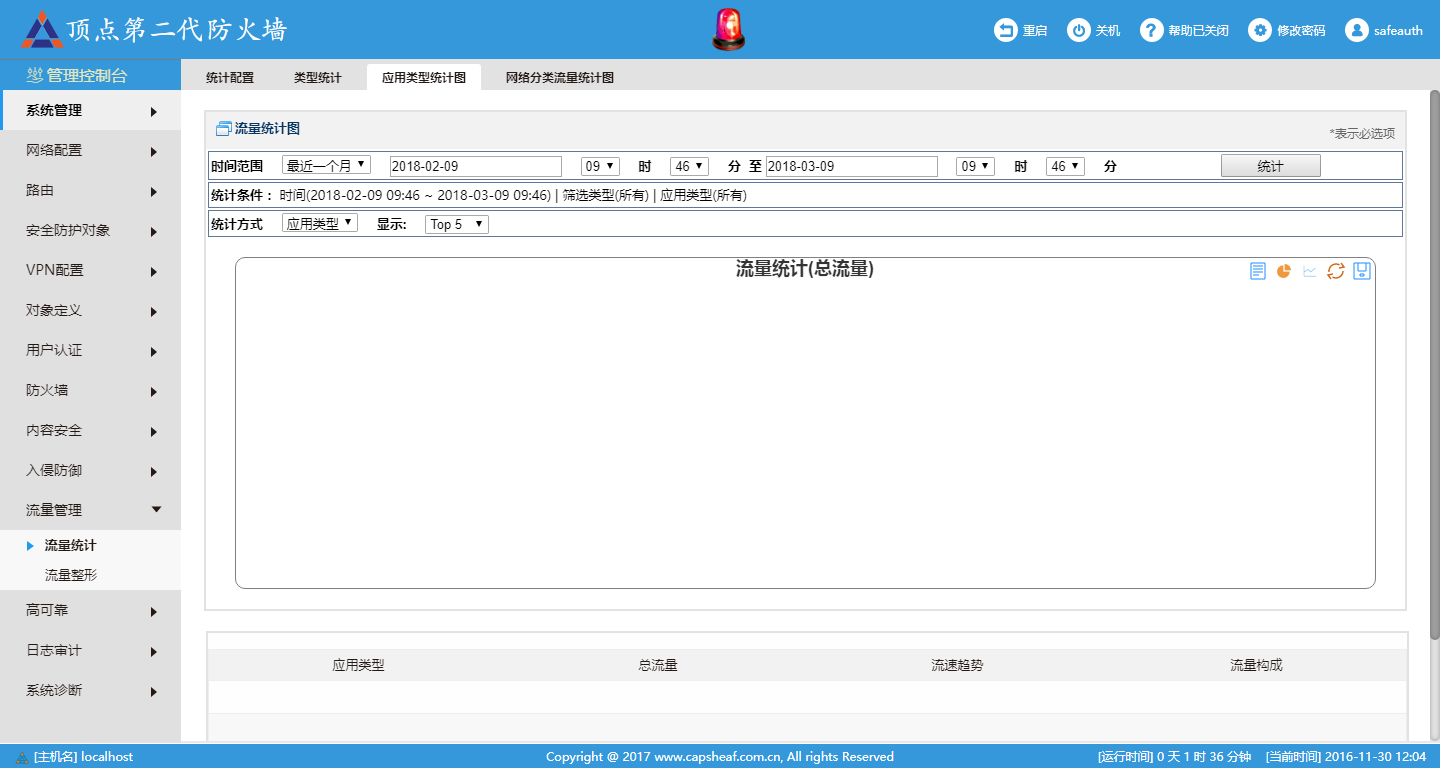 顶点第二代防火墙
重启 关机 帮助已关闭 修改密码 safeauth
管理控制台
统计配置 类型统计 应用类型统计图 网络分类流量统计图
系统管理
网络配置
路由
安全防护对象
VPN配置
对象定义
用户认证
防火墙
内容安全
入侵防御
流量管理
流量统计
流量整形
高可靠
日志审计
系统诊断
流量统计图
*表示必选项
时间范围 最近一个月 2018-02-09 09 时 46 分 至 2018-03-09 09 时 46 分 统计
统计条件： 时间(2018-02-09 09:46 ~ 2018-03-09 09:46) | 筛选类型(所有) | 应用类型(所有)
统计方式 应用类型 显示: Top 5
流量统计(总流量)
应用类型 总流量 流速趋势 流量构成
[主机名] localhost
Copyright @ 2017 www.capsheaf.com.cn, All rights Reserved
[运行时间] 0 天 1 时 36 分钟 [当前时间] 2016-11-30 12:04